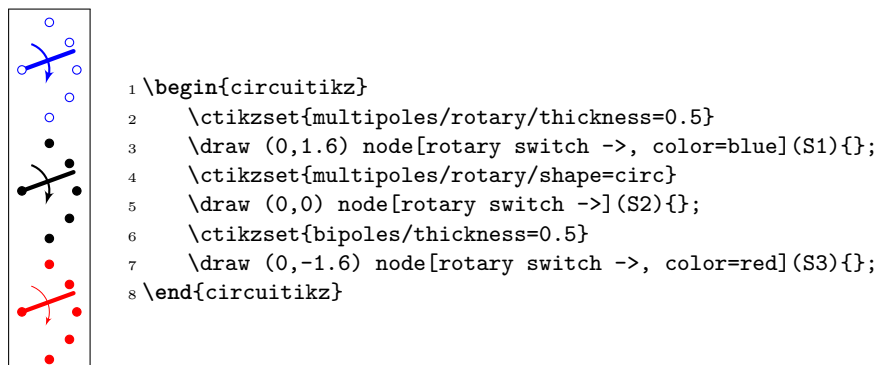 1 \begin{circuitikz}
2     \ctikzset{multipoles/rotary/thickness=0.5}
3     \draw (0,1.6) node[rotary switch ->, color=blue](S1){};
4     \ctikzset{multipoles/rotary/shape=circ}
5     \draw (0,0) node[rotary switch ->](S2){};
6     \ctikzset{bipoles/thickness=0.5}
7     \draw (0,-1.6) node[rotary switch ->, color=red](S3){};
8 \end{circuitikz}